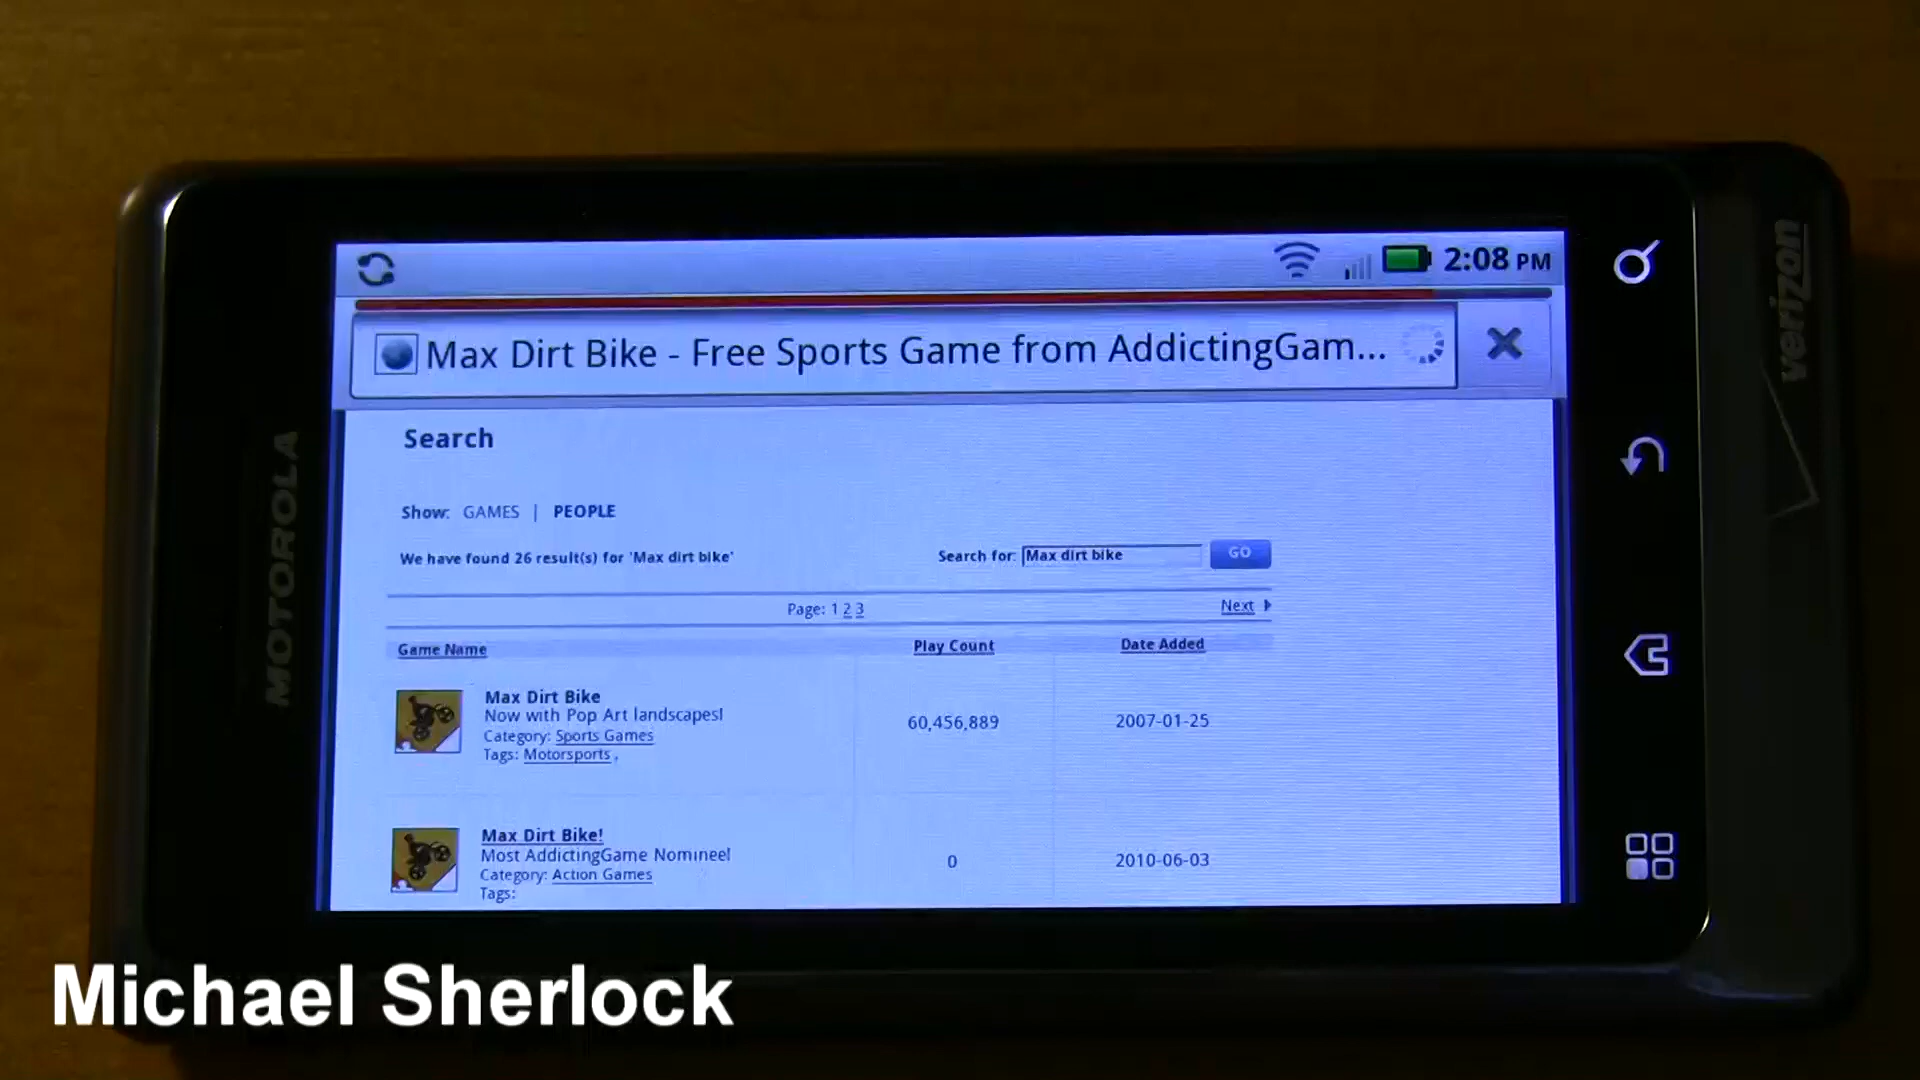 2:08 PM
Max Dirt Bike - Free Sports Game from AddictingGam...
Search
Show: GAMES | PEOPLE
We have found 26 result(s) for 'Max dirt bike'
Search for: Max dirt bike GO
Page: 1 2 3
Next
Game Name Play Count Date Added
Max Dirt Bike
Now with Pop Art landscapes!
Category: Sports Games
Tags: Motorsports ,
60,456,889
2007-01-25
Max Dirt Bike!
Most AddictingGame Nominee!
Category: Action Games
Tags:
0
2010-06-03
MOTOROLA
verizon
Michael Sherlock